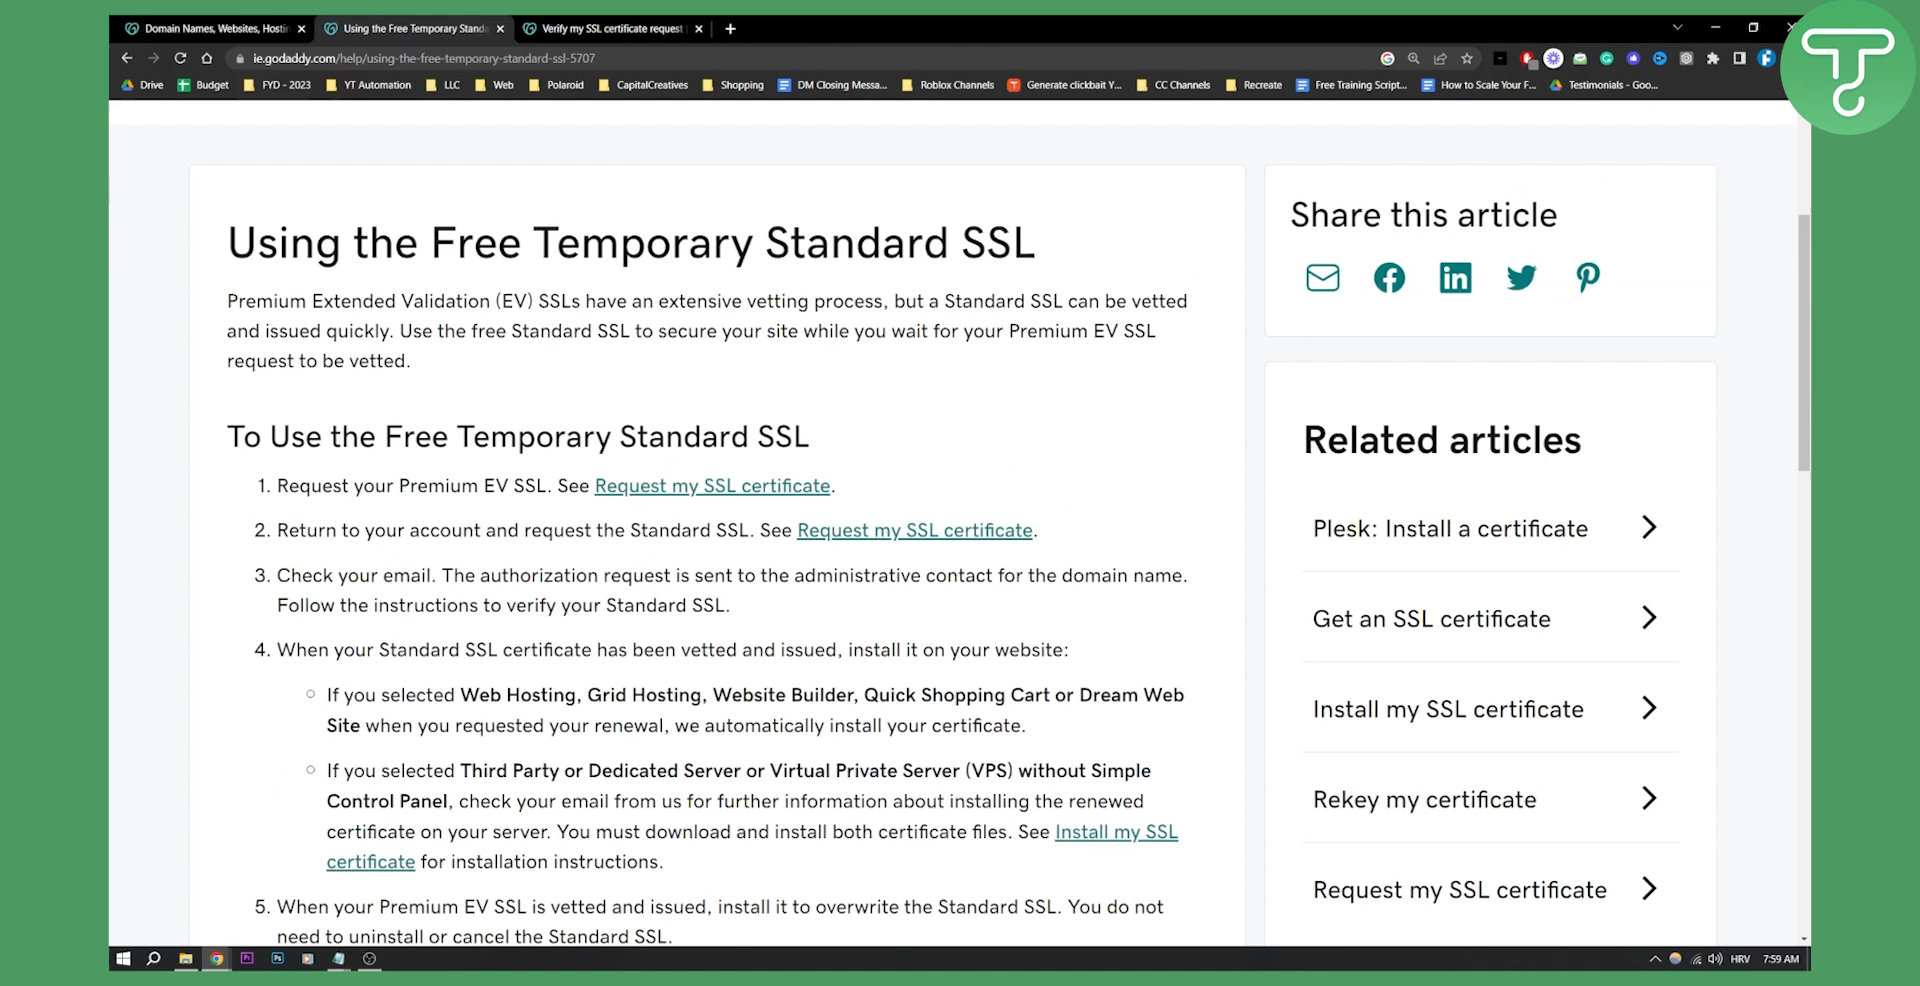 Domain Names, Websites, Hostin
Using the Free Temporary Standa
Verify my SSL certificate request |
ie.godaddy.com/help/using-the-free-temporary-standard-ssl-5707
Drive
Budget
FYD - 2023
YT Automation
LLC
Web
Polaroid
CapitalCreatives
Shopping
DM Closing Messa...
Roblox Channels
Generate clickbait Y...
CC Channels
Recreate
Free Training Script...
How to Scale Your F...
Testimonials - Goo...
Using the Free Temporary Standard SSL
Premium Extended Validation (EV) SSLs have an extensive vetting process, but a Standard SSL can be vetted
and issued quickly. Use the free Standard SSL to secure your site while you wait for your Premium EV SSL
request to be vetted.
To Use the Free Temporary Standard SSL
1. Request your Premium EV SSL. See Request my SSL certificate.
2. Return to your account and request the Standard SSL. See Request my SSL certificate.
3. Check your email. The authorization request is sent to the administrative contact for the domain name.
Follow the instructions to verify your Standard SSL.
4. When your Standard SSL certificate has been vetted and issued, install it on your website:
If you selected Web Hosting, Grid Hosting, Website Builder, Quick Shopping Cart or Dream Web
Site when you requested your renewal, we automatically install your certificate.
If you selected Third Party or Dedicated Server or Virtual Private Server (VPS) without Simple
Control Panel, check your email from us for further information about installing the renewed
certificate on your server. You must download and install both certificate files. See Install my SSL
certificate for installation instructions.
5. When your Premium EV SSL is vetted and issued, install it to overwrite the Standard SSL. You do not
need to uninstall or cancel the Standard SSL.
Share this article
Related articles
Plesk: Install a certificate
Get an SSL certificate
Install my SSL certificate
Rekey my certificate
Request my SSL certificate
HRV
7:59 AM